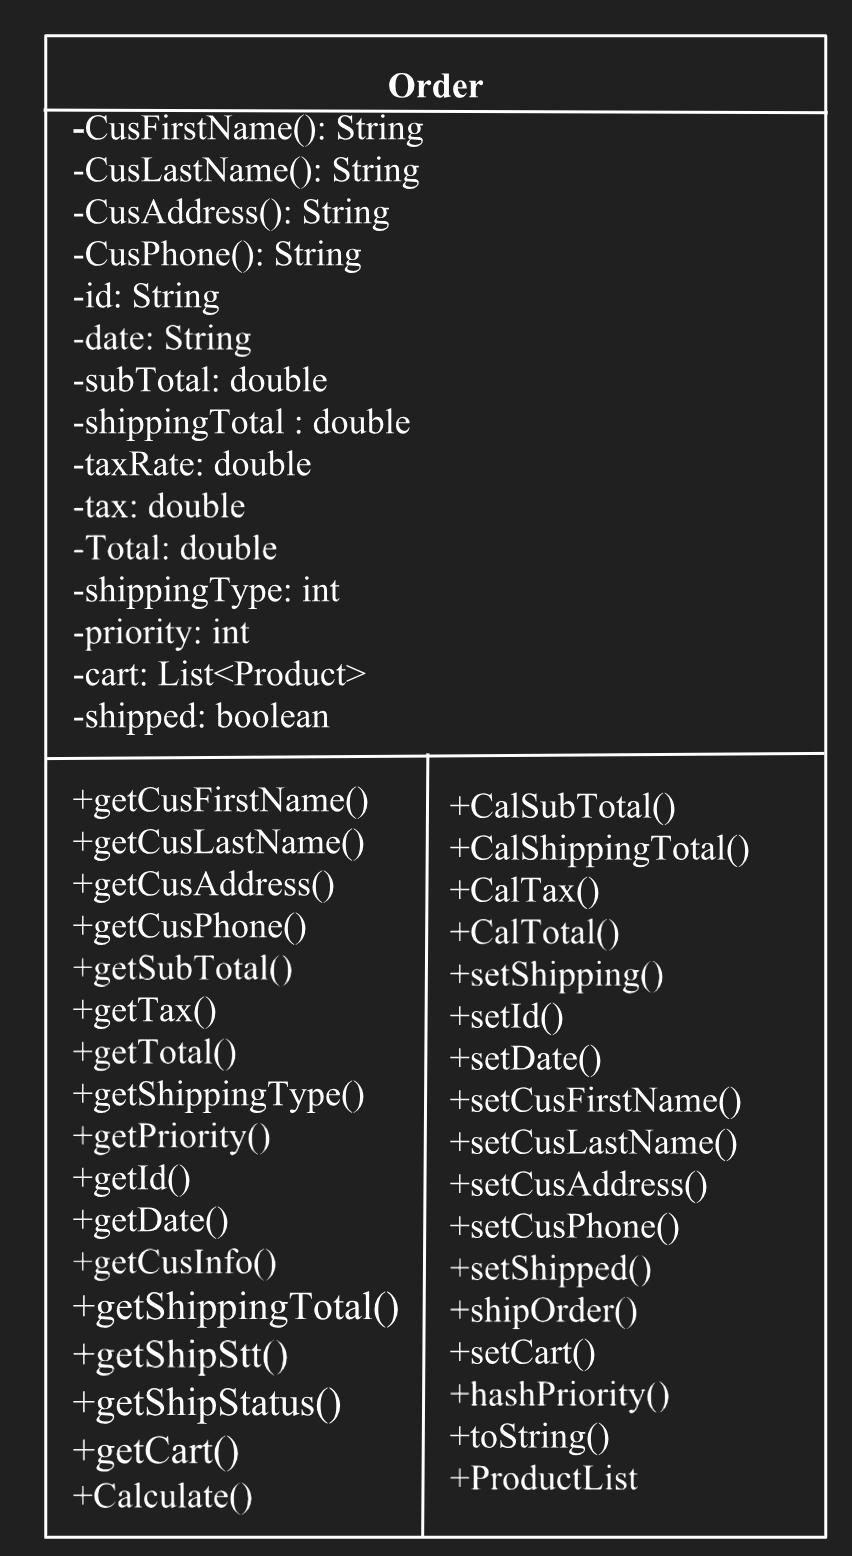 Order
-CusFirstName(): String
-CusLastName(): String
-CusAddress(): String
-CusPhone(): String
-id: String
-date: String
-subTotal: double
-shippingTotal : double
-taxRate: double
-tax: double
-Total: double
-shippingType: int
-priority: int
-cart: List<Product>
-shipped: boolean
+getCusFirstName()
+getCusLastName()
+getCusAddress()
+getCusPhone()
+getSubTotal()
+getTax()
+getTotal()
+getShippingType()
+getPriority()
+getId()
+getDate()
+getCusInfo()
+getShippingTotal()
+getShipStt()
+getShipStatus()
+getCart()
+Calculate()
+CalSubTotal()
+CalShippingTotal()
+CalTax()
+CalTotal()
+setShipping()
+setId()
+setDate()
+setCusFirstName()
+setCusLastName()
+setCusAddress()
+setCusPhone()
+setShipped()
+shipOrder()
+setCart()
+hashPriority()
+toString()
+ProductList